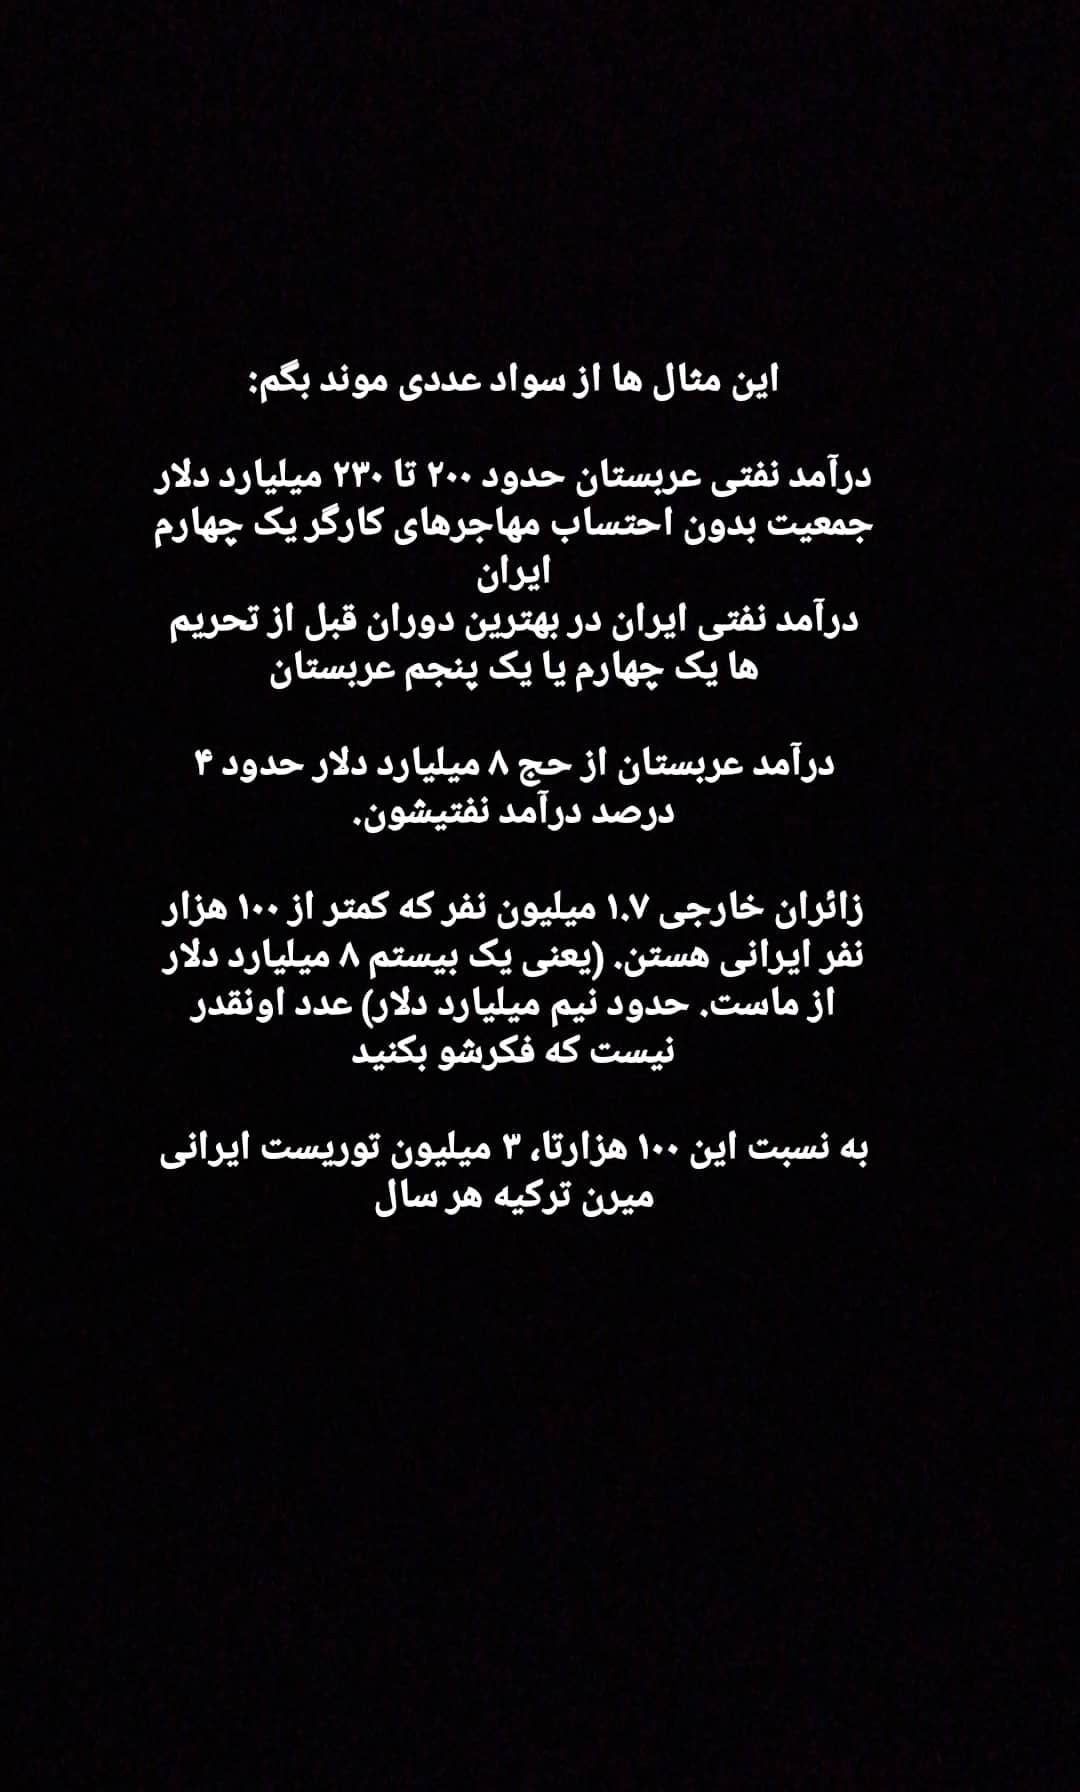 این مثال ها از سواد عددی موند بگم:
درآمد نفتی عربستان حدود ۲۰۰ تا ۲۳۰ میلیارد دلار
جمعیت بدون احتساب مهاجرهای کارگر یک چهارم
ایران
درآمد نفتی ایران در بهترین دوران قبل از تحریم
ها یک چهارم یا یک پنجم عربستان
درآمد عربستان از حج ۸ میلیارد دلار حدود ۴
درصد درآمد نفتیشون.
زائران خارجی ۱.۷ میلیون نفر که کمتر از ۱۰۰ هزار
نفر ایرانی هستن. (یعنی یک بیستم ۸ میلیارد دلار
از ماست. حدود نیم میلیارد دلار) عدد اونقدر
نیست که فکرشو بکنید
به نسبت این ۱۰۰ هزارتا، ۳ میلیون توریست ایرانی
میرن ترکیه هر سال